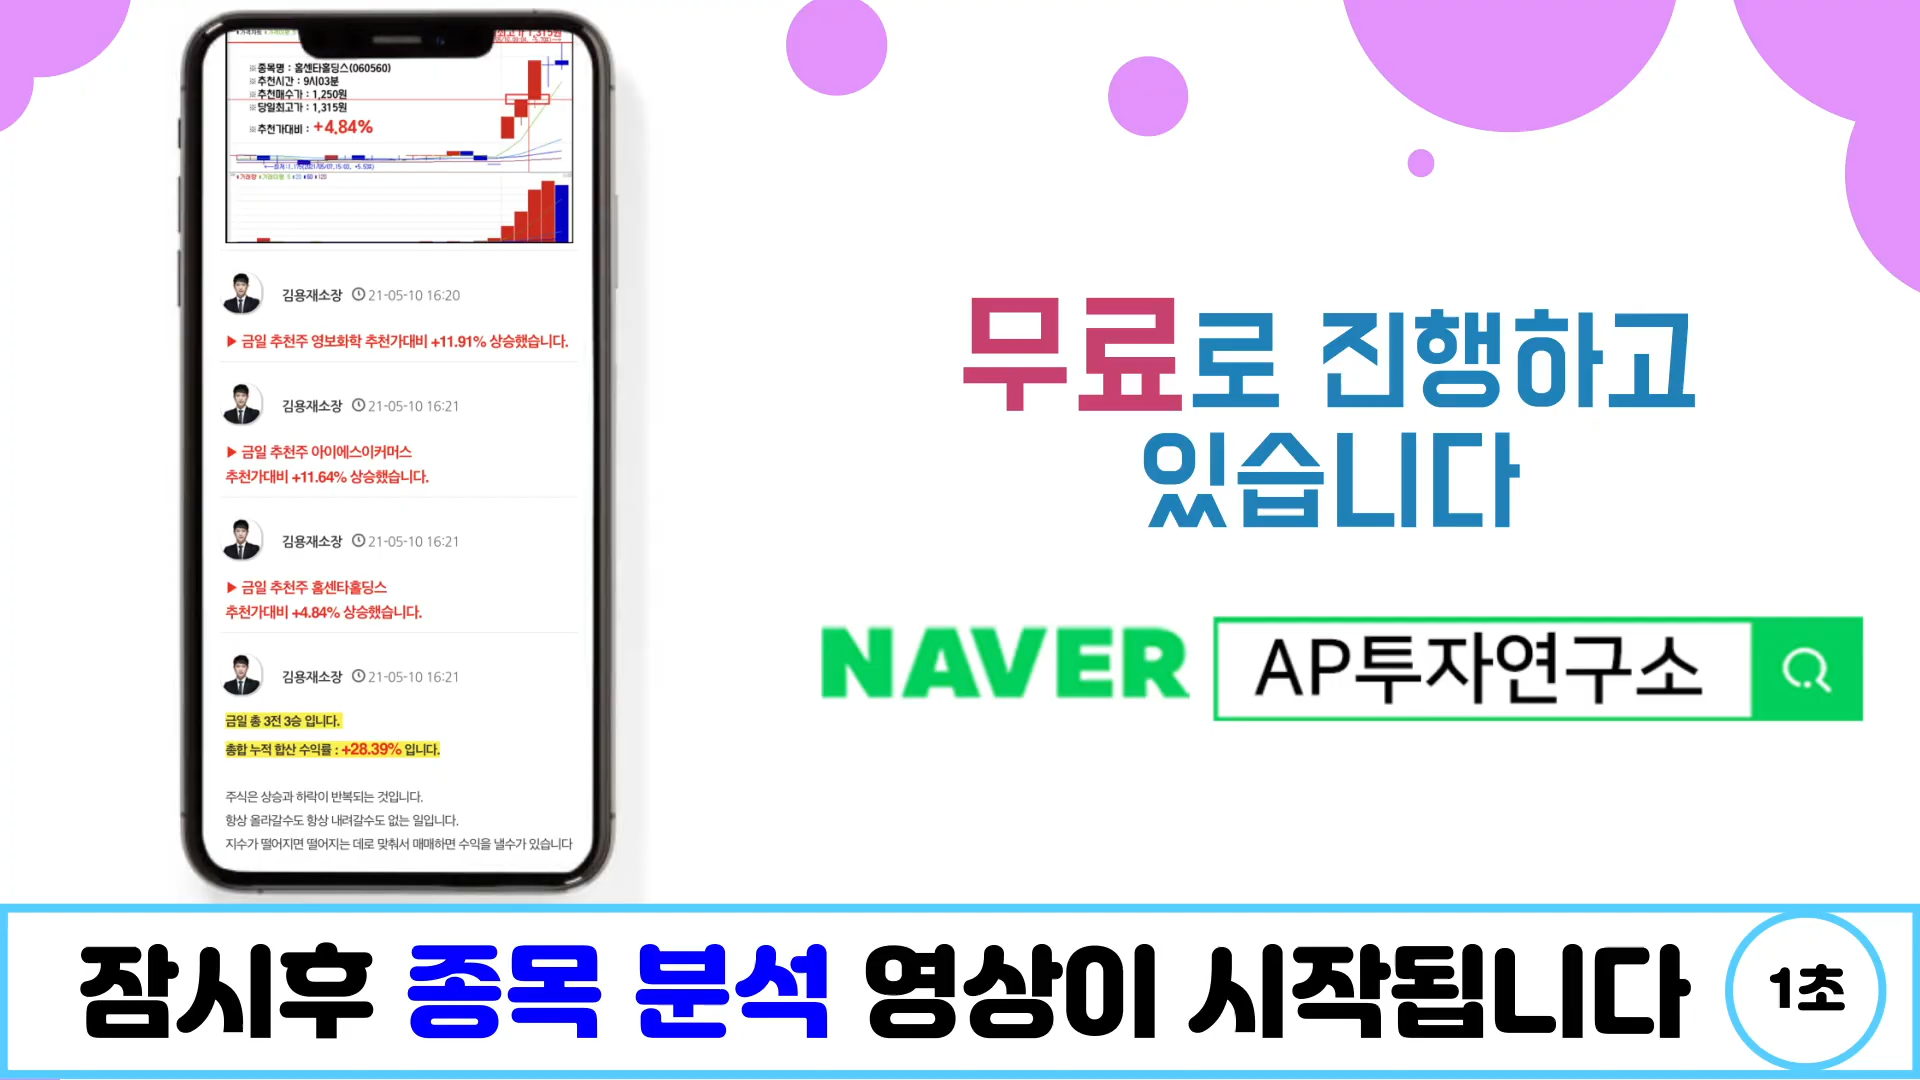 ※종목명 : 홈센타홀딩스(060560)
※추천시간 : 9시03분
※추천매수가 : 1,250원
※당일최고가 : 1,315원
※추천가대비 : +4.84%
김용재소장 21-05-10 16:20
▶ 금일 추천주 영보화학 추천가대비 +11.91% 상승했습니다.
김용재소장 21-05-10 16:21
▶ 금일 추천주 아이에스이커머스
추천가대비 +11.64% 상승했습니다.
김용재소장 21-05-10 16:21
▶ 금일 추천주 홈센타홀딩스
추천가대비 +4.84% 상승했습니다.
김용재소장 21-05-10 16:21
금일 총 3전 3승 입니다.
총합 누적 합산 수익률 : +28.39% 입니다.
주식은 상승과 하락이 반복되는 것입니다.
항상 올라갈수도 항상 내려갈수도 없는 일입니다.
지수가 떨어지면 떨어지는 데로 맞춰서 매매하면 수익을 낼수가 있습니다
무료로 진행하고
있습니다
NAVER AP투자연구소
잠시후 종목 분석 영상이 시작됩니다 1초